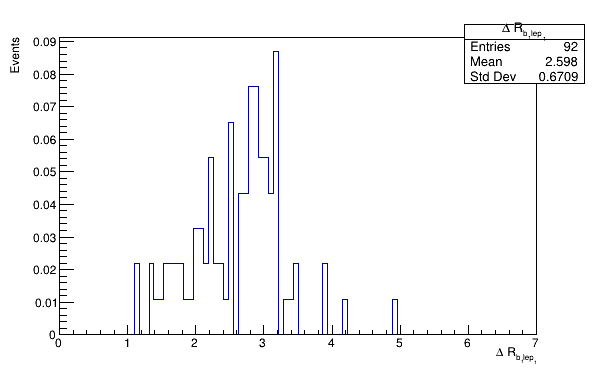 Δ R_b,lep_1
Entries 92
Mean 2.598
Std Dev 0.6709
Events
0.09
0.08
0.07
0.06
0.05
0.04
0.03
0.02
0.01
0
0 1 2 3 4 5 6 7
Δ R_b,lep_1